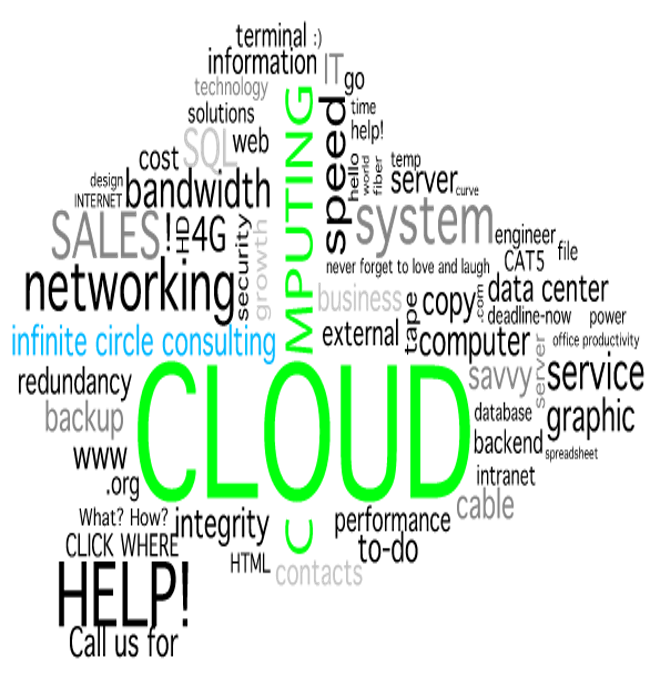 terminal :)
information
IT
go
technology
solutions
SQL
web
COMPUTING
speed
time
help!
hello
world
fiber
temp
server
curve
cost
design
INTERNET
bandwidth
SALES
!
HD
4G
security
growth
system
engineer
file
CAT5
never forget to love and laugh
networking
business
tape
copy
.com
data center
deadline-now
power
infinite circle consulting
external
computer
office productivity
server
redundancy
CLOUD
savvy
service
backup
database
graphic
www
backend
spreadsheet
.org
intranet
cable
What? How?
integrity
performance
CLICK WHERE
to-do
HTML
contacts
HELP!
Call us for